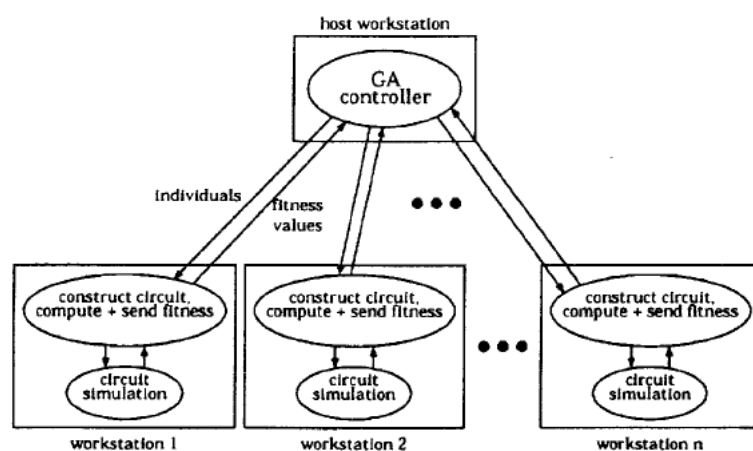 host workstation
GA
controller
individuals
fitness
values
construct circuit,
compute + send fitness
circuit
simulation
workstation 1
construct circuit,
compute + send fitness
circuit
simulation
workstation 2
construct circuit,
compute + send fitness
circuit
simulation
workstation n